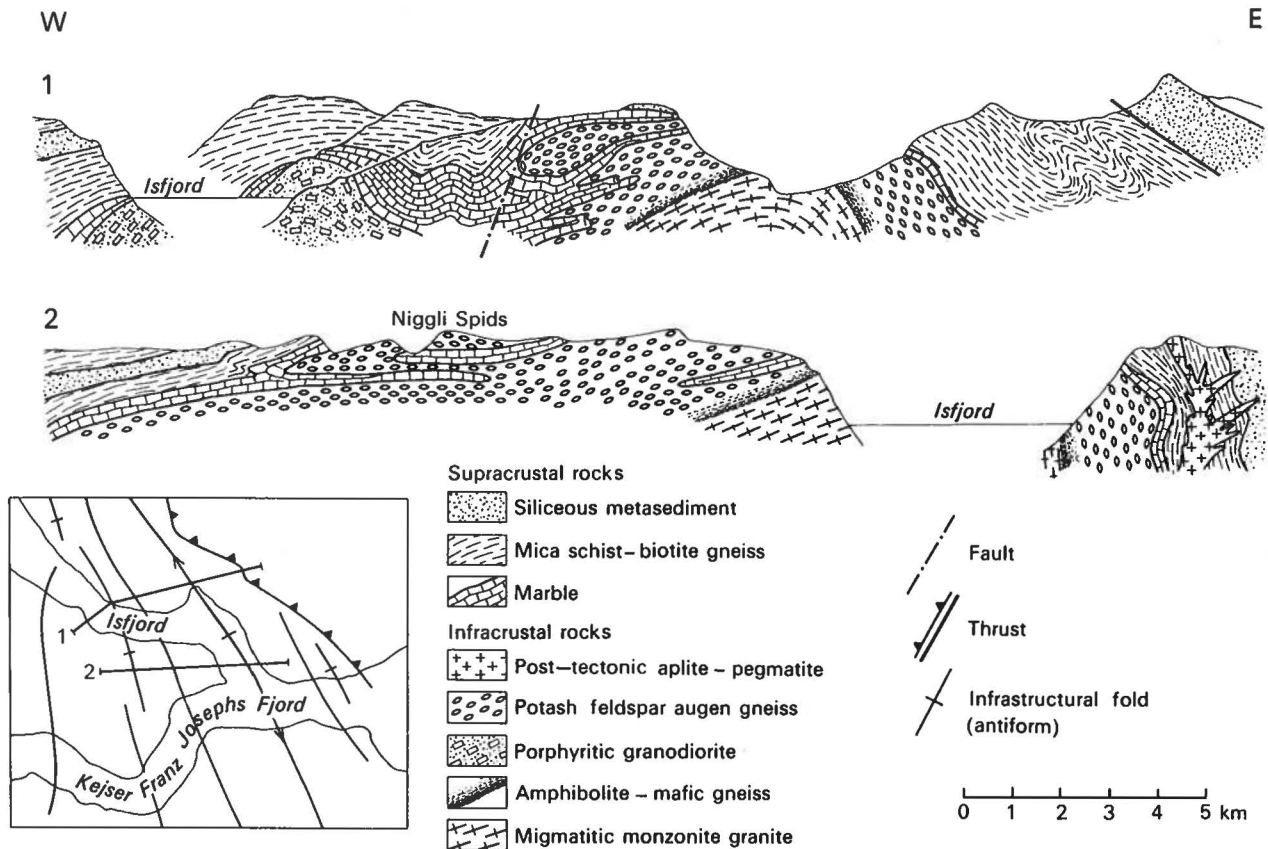 W
E
1
Isfjord
2
Niggli Spids
Isfjord
Isfjord
1
2
Kejser Franz Josephs Fjord
Supracrustal rocks
Siliceous metasediment
Mica schist – biotite gneiss
Marble
Infracrustal rocks
Post–tectonic aplite – pegmatite
Potash feldspar augen gneiss
Porphyritic granodiorite
Amphibolite – mafic gneiss
Migmatitic monzonite granite
Fault
Thrust
Infrastructural fold
(antiform)
0 1 2 3 4 5 km